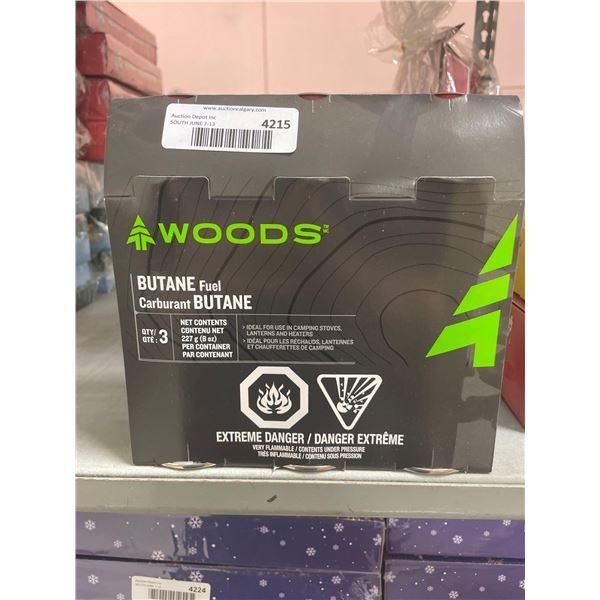 www.auctioncalgary.com
Auction Depot Inc
SOUTH JUNE 7-13
4215
WOODS
BUTANE Fuel
Carburant BUTANE
QTY/
QTÉ : 3
NET CONTENTS
CONTENU NET
227 g (8 oz)
PER CONTAINER
PAR CONTENANT
> IDEAL FOR USE IN CAMPING STOVES,
LANTERNS AND HEATERS
> IDÉAL POUR LES RÉCHAUDS, LANTERNES
ET CHAUFFERETTES DE CAMPING
EXTREME DANGER / DANGER EXTRÊME
VERY FLAMMABLE / CONTENTS UNDER PRESSURE
TRÈS INFLAMMABLE / CONTENU SOUS PRESSION
4224